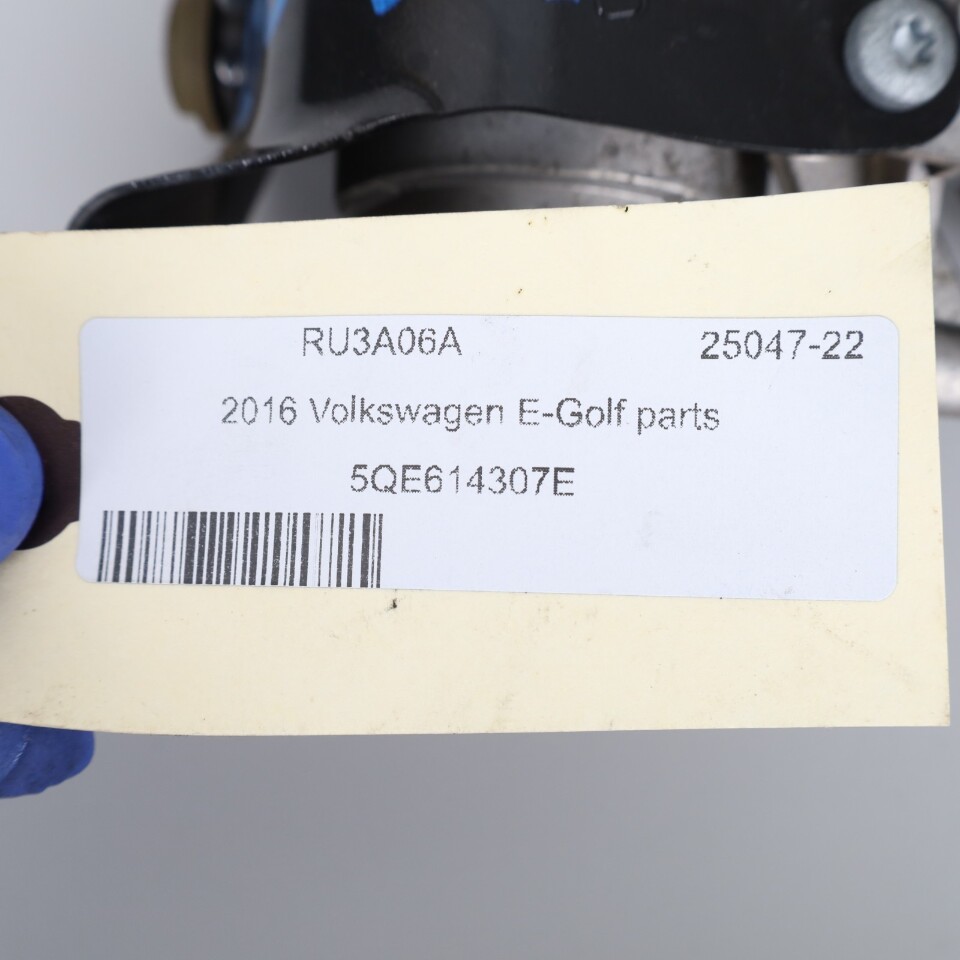 RU3A06A 25047-22
2016 Volkswagen E-Golf parts
5QE614307E